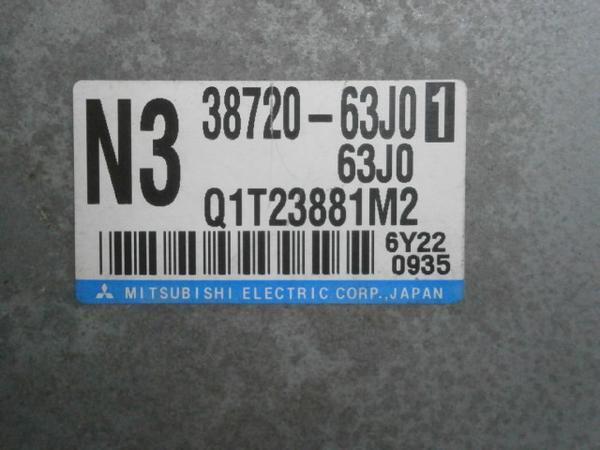 N3
38720-63J0 1
63J0
Q1T23881M2
6Y22
0935
MITSUBISHI ELECTRIC CORP.,JAPAN